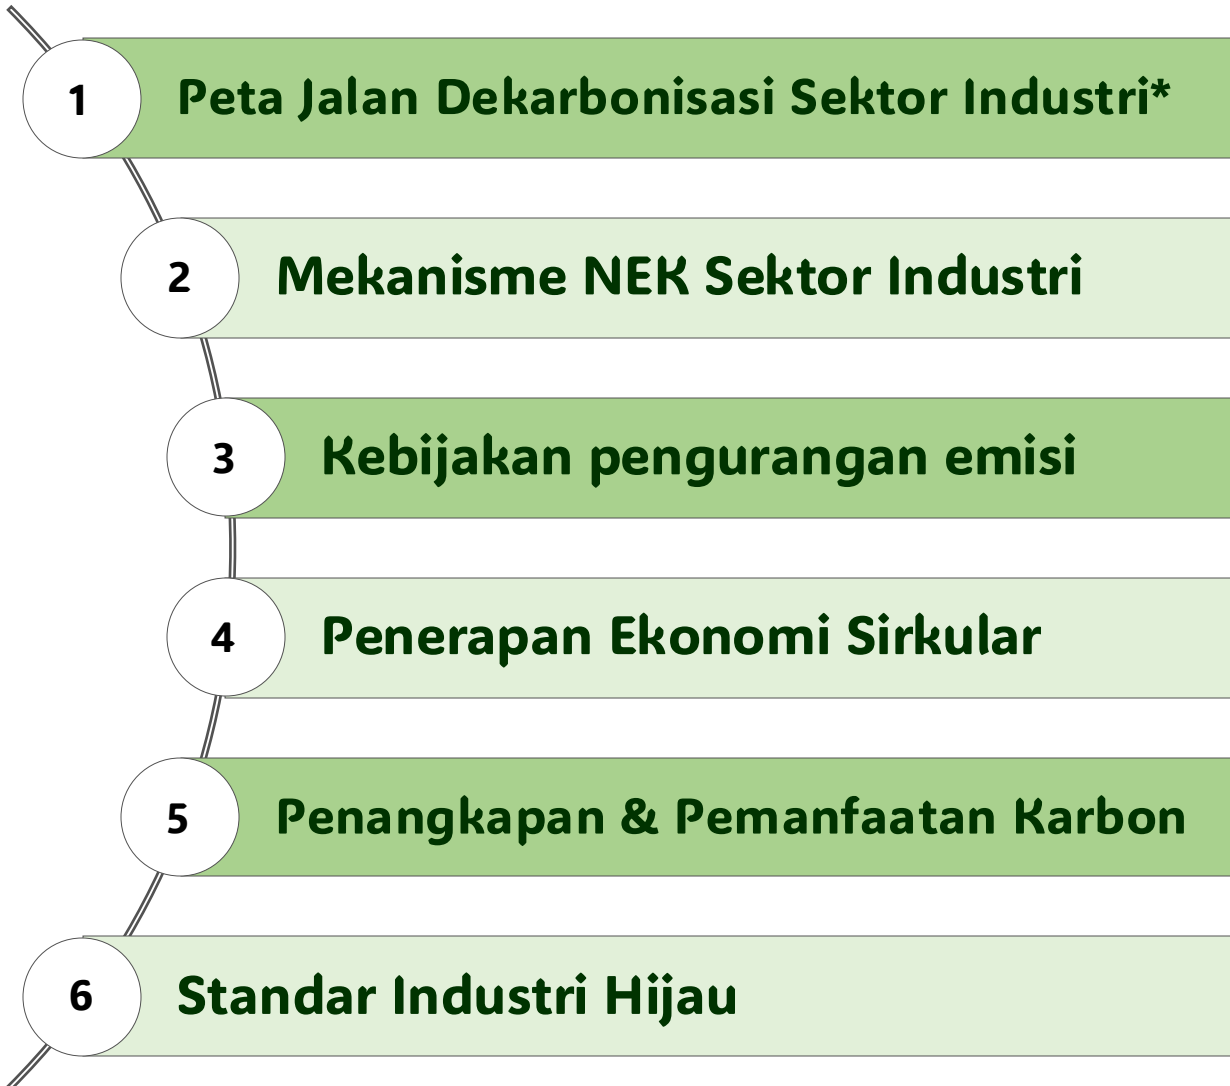 1 Peta Jalan Dekarbonisasi Sektor Industri*
2 Mekanisme NEK Sektor Industri
3 Kebijakan pengurangan emisi
4 Penerapan Ekonomi Sirkular
5 Penangkapan & Pemanfaatan Karbon
6 Standar Industri Hijau